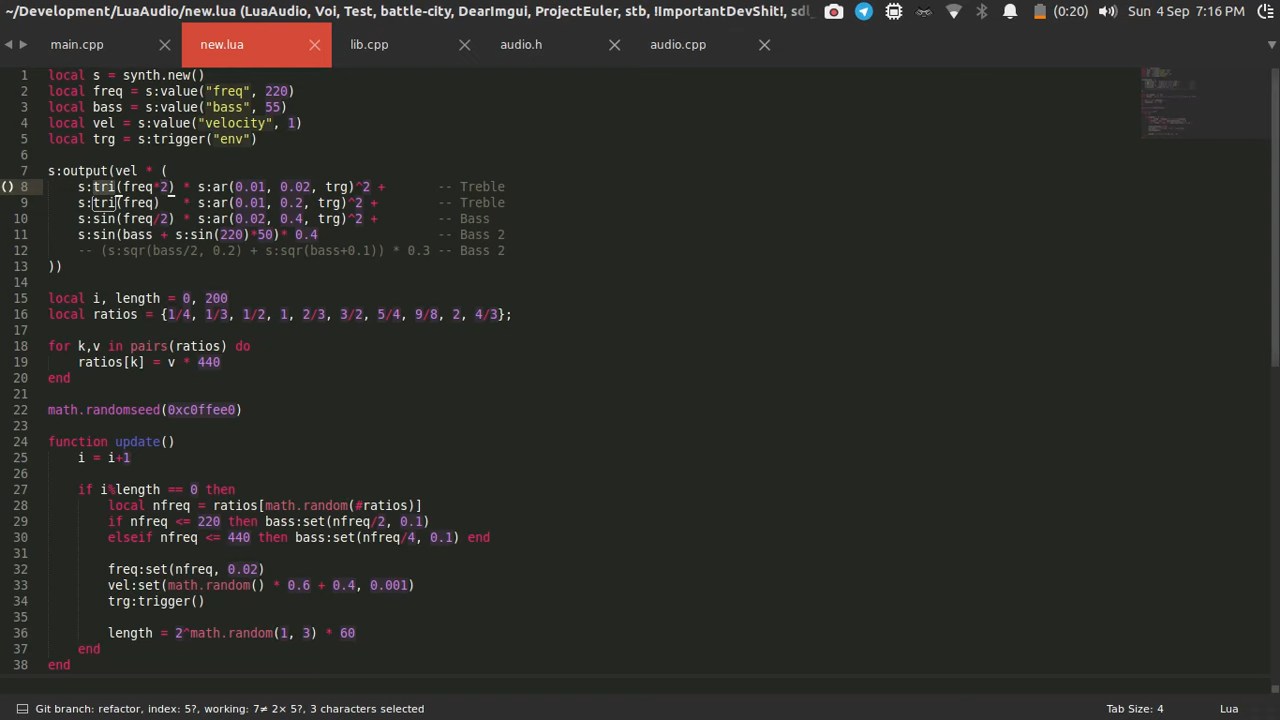 ~/Development/LuaAudio/new.lua (LuaAudio, Voi, Test, battle-city, DearImgui, ProjectEuler, stb, !ImportantDevShit!, sdl (0:20) Sun 4 Sep 7:16 PM
main.cpp new.lua lib.cpp audio.h audio.cpp
1 local s = synth.new()
2 local freq = s:value("freq", 220)
3 local bass = s:value("bass", 55)
4 local vel = s:value("velocity", 1)
5 local trg = s:trigger("env")
6
7 s:output(vel * (
() 8 s:tri(freq*2) * s:ar(0.01, 0.02, trg)^2 + -- Treble
9 s:tri(freq) * s:ar(0.01, 0.2, trg)^2 + -- Treble
10 s:sin(freq/2) * s:ar(0.02, 0.4, trg)^2 + -- Bass
11 s:sin(bass + s:sin(220)*50)* 0.4 -- Bass 2
12 -- (s:sqr(bass/2, 0.2) + s:sqr(bass+0.1)) * 0.3 -- Bass 2
13 ))
14
15 local i, length = 0, 200
16 local ratios = {1/4, 1/3, 1/2, 1, 2/3, 3/2, 5/4, 9/8, 2, 4/3};
17
18 for k,v in pairs(ratios) do
19 ratios[k] = v * 440
20 end
21
22 math.randomseed(0xc0ffee0)
23
24 function update()
25 i = i+1
26
27 if i%length == 0 then
28 local nfreq = ratios[math.random(#ratios)]
29 if nfreq <= 220 then bass:set(nfreq/2, 0.1)
30 elseif nfreq <= 440 then bass:set(nfreq/4, 0.1) end
31
32 freq:set(nfreq, 0.02)
33 vel:set(math.random() * 0.6 + 0.4, 0.001)
34 trg:trigger()
35
36 length = 2^math.random(1, 3) * 60
37 end
38 end
Git branch: refactor, index: 5?, working: 7≠ 2× 5?, 3 characters selected Tab Size: 4 Lua